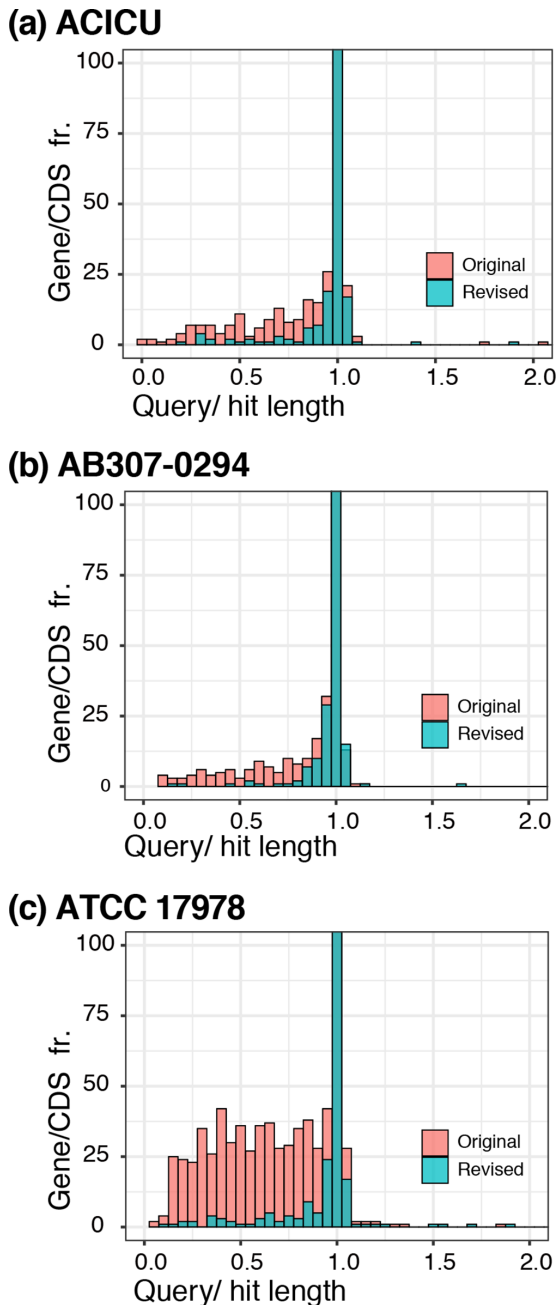 (a) ACICU
100
75
50
25
0
Gene/CDS fr.
Original
Revised
0.0 0.5 1.0 1.5 2.0
Query/ hit length
(b) AB307-0294
100
75
50
25
0
Gene/CDS fr.
Original
Revised
0.0 0.5 1.0 1.5 2.0
Query/ hit length
(c) ATCC 17978
100
75
50
25
0
Gene/CDS fr.
Original
Revised
0.0 0.5 1.0 1.5 2.0
Query/ hit length